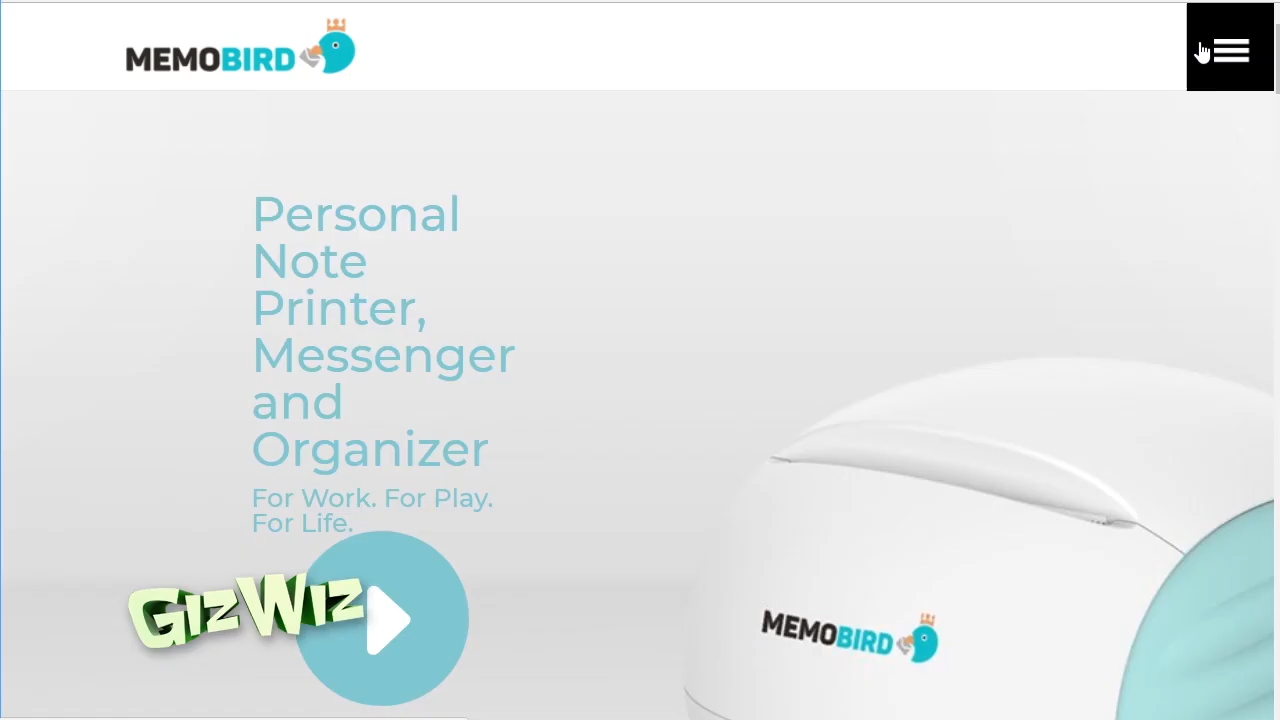 MEMOBIRD
Personal
Note
Printer,
Messenger
and
Organizer
For Work. For Play.
For Life.
GIZWIZ
MEMOBIRD